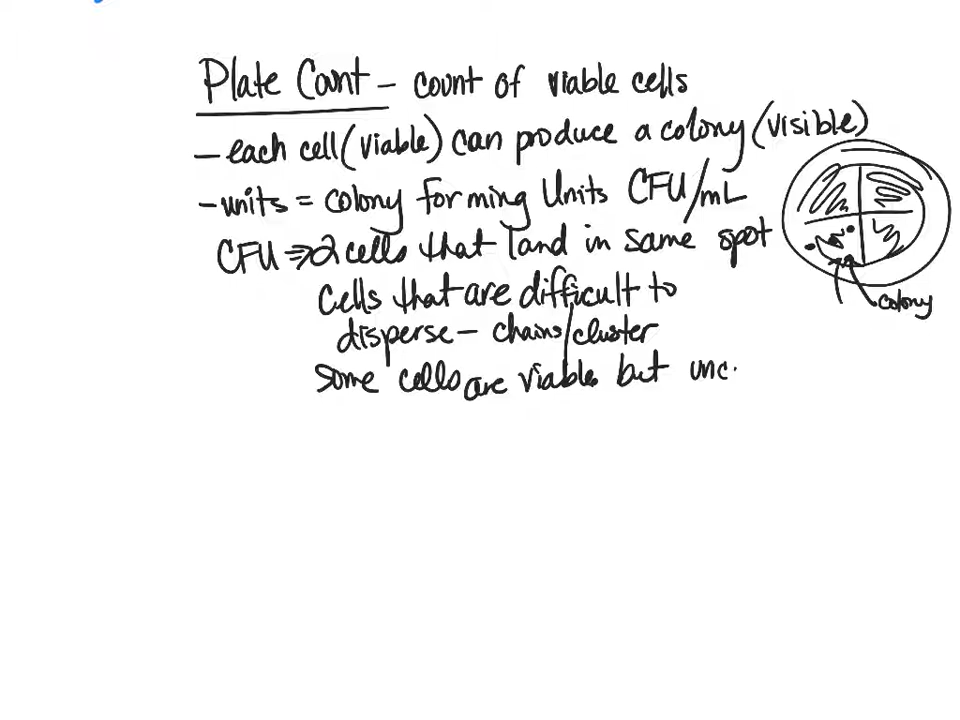 Plate Count - count of viable cells
- each cell (viable) can produce a colony (visible)
- units = colony forming Units CFU/mL
CFU ⇒ 2 cells that land in same spot
cells that are difficult to
disperse - chains/cluster
some cells are viable but unc.
colony